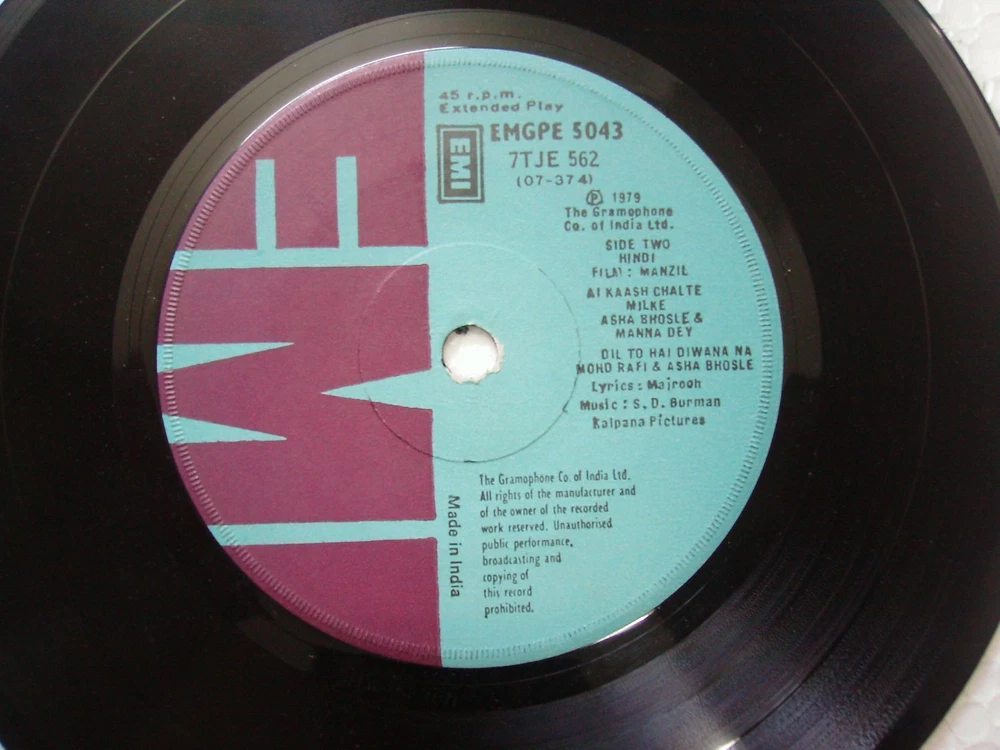 45 r.p.m.
Extended Play
EMI
EMGPE 5043
7TJE 562
(07-374)
Ⓟ 1979
The Gramophone
Co. of India Ltd.
SIDE TWO
HINDI
FILM : MANZIL
AI KAASH CHALTE
MILKE
ASHA BHOSLE &
MANNA DEY
DIL TO HAI DIWANA NA
MOHD RAFI & ASHA BHOSLE
Lyrics : Majrooh
Music : S. D. Burman
Kalpana Pictures
The Gramophone Co. of India Ltd.
All rights of the manufacturer and
of the owner of the recorded
work reserved. Unauthorised
public performance,
broadcasting and
copying of
this record
prohibited.
Made in India
EMI